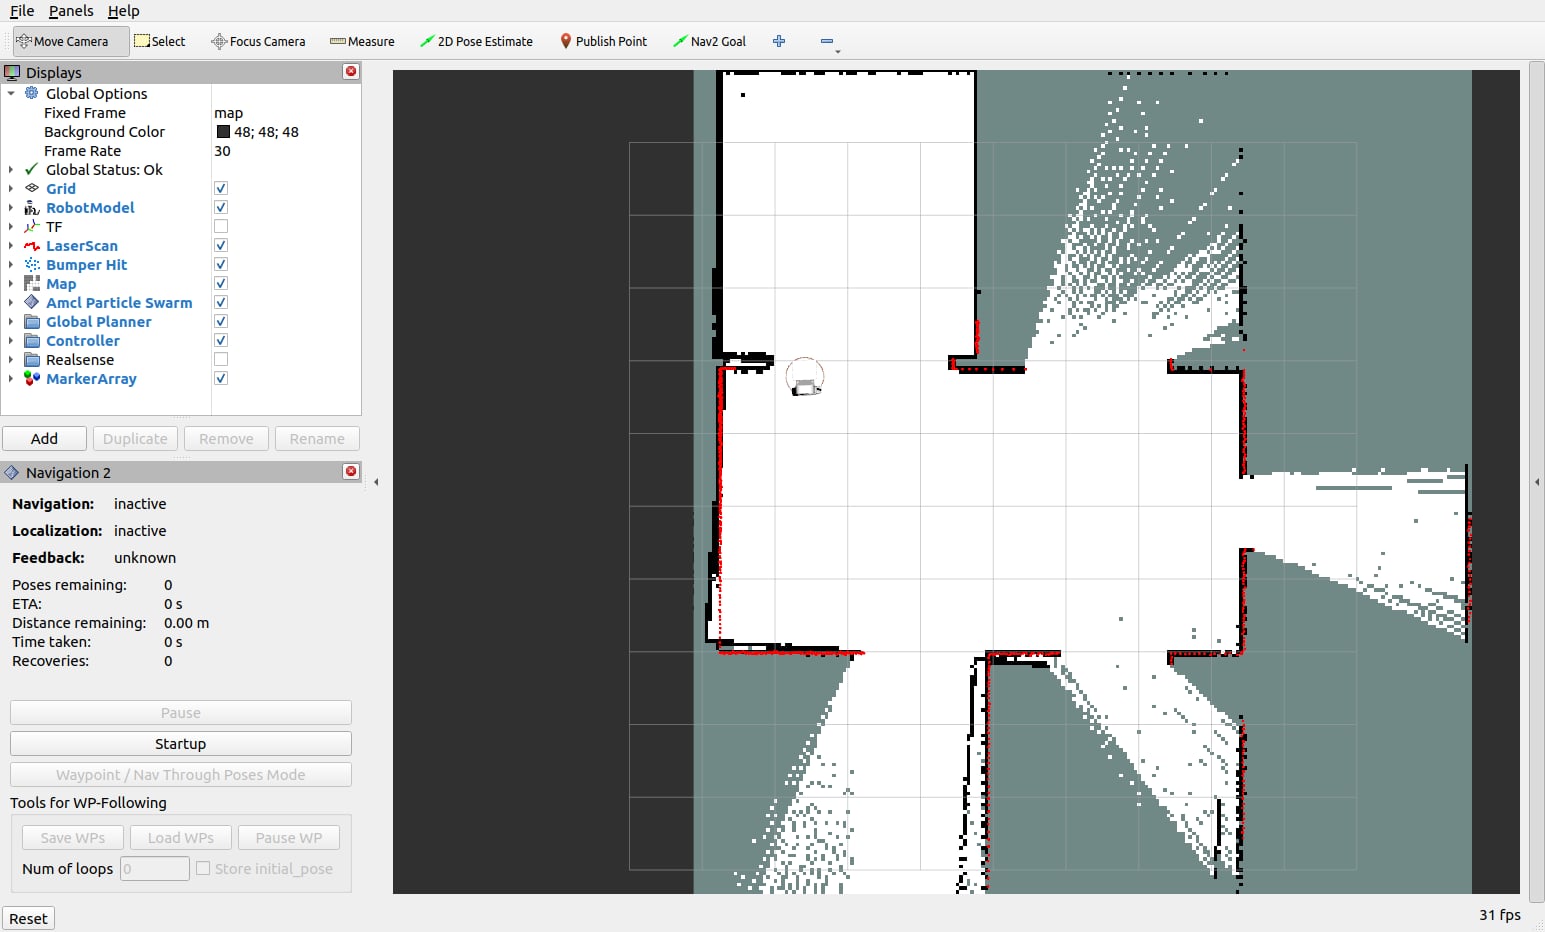 File Panels Help
Move Camera Select Focus Camera Measure 2D Pose Estimate Publish Point Nav2 Goal
Displays
Global Options
Fixed Frame map
Background Color 48; 48; 48
Frame Rate 30
Global Status: Ok
Grid
RobotModel
TF
LaserScan
Bumper Hit
Map
Amcl Particle Swarm
Global Planner
Controller
Realsense
MarkerArray
Add Duplicate Remove Rename
Navigation 2
Navigation: inactive
Localization: inactive
Feedback: unknown
Poses remaining: 0
ETA: 0 s
Distance remaining: 0.00 m
Time taken: 0 s
Recoveries: 0
Pause
Startup
Waypoint / Nav Through Poses Mode
Tools for WP-Following
Save WPs Load WPs Pause WP
Num of loops 0 Store initial_pose
Reset 31 fps